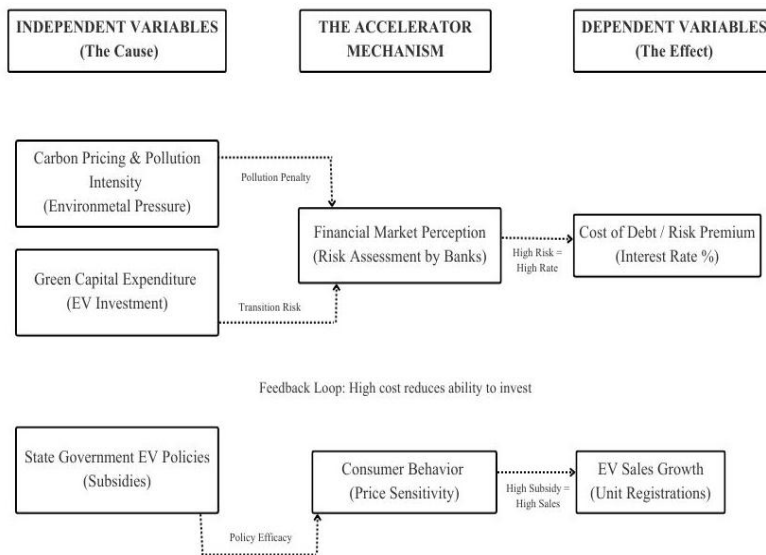 INDEPENDENT VARIABLES
(The Cause)
THE ACCELERATOR
MECHANISM
DEPENDENT VARIABLES
(The Effect)
Carbon Pricing & Pollution
Intensity
(Environmetal Pressure)
Pollution Penalty
Financial Market Perception
(Risk Assessment by Banks)
High Risk =
High Rate
Cost of Debt / Risk Premium
(Interest Rate %)
Green Capital Expenditure
(EV Investment)
Transition Risk
Feedback Loop: High cost reduces ability to invest
State Government EV Policies
(Subsidies)
Policy Efficacy
Consumer Behavior
(Price Sensitivity)
High Subsidy =
High Sales
EV Sales Growth
(Unit Registrations)